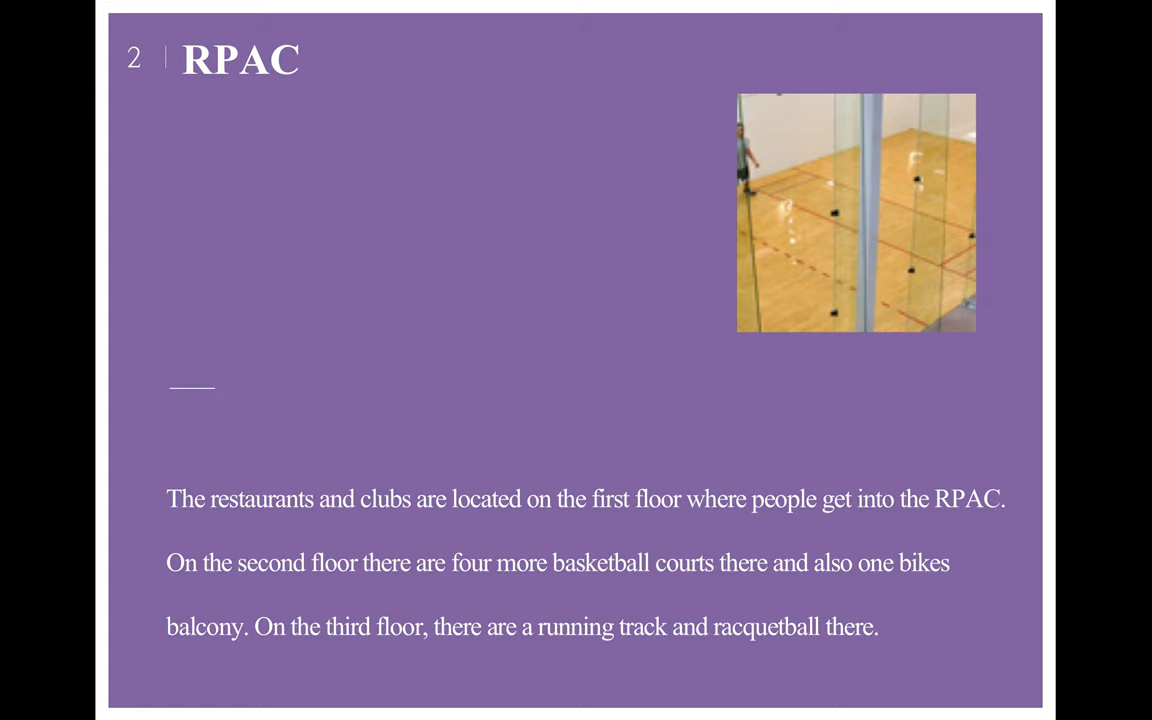 2 RPAC
The restaurants and clubs are located on the first floor where people get into the RPAC.
On the second floor there are four more basketball courts there and also one bikes
balcony. On the third floor, there are a running track and racquetball there.